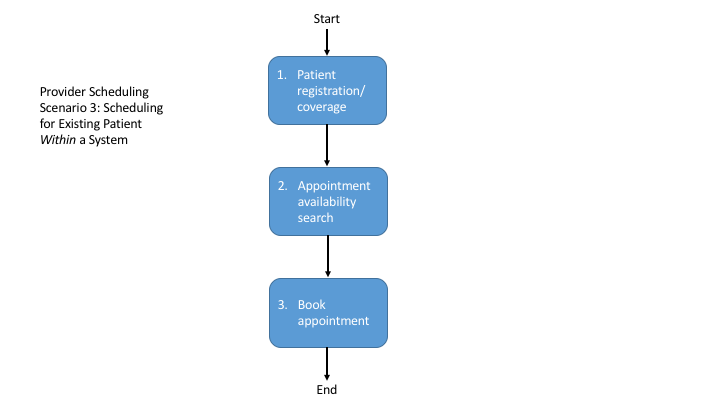 Start
Provider Scheduling
Scenario 3: Scheduling
for Existing Patient
Within a System
1. Patient
registration/
coverage
2. Appointment
availability
search
3. Book
appointment
End